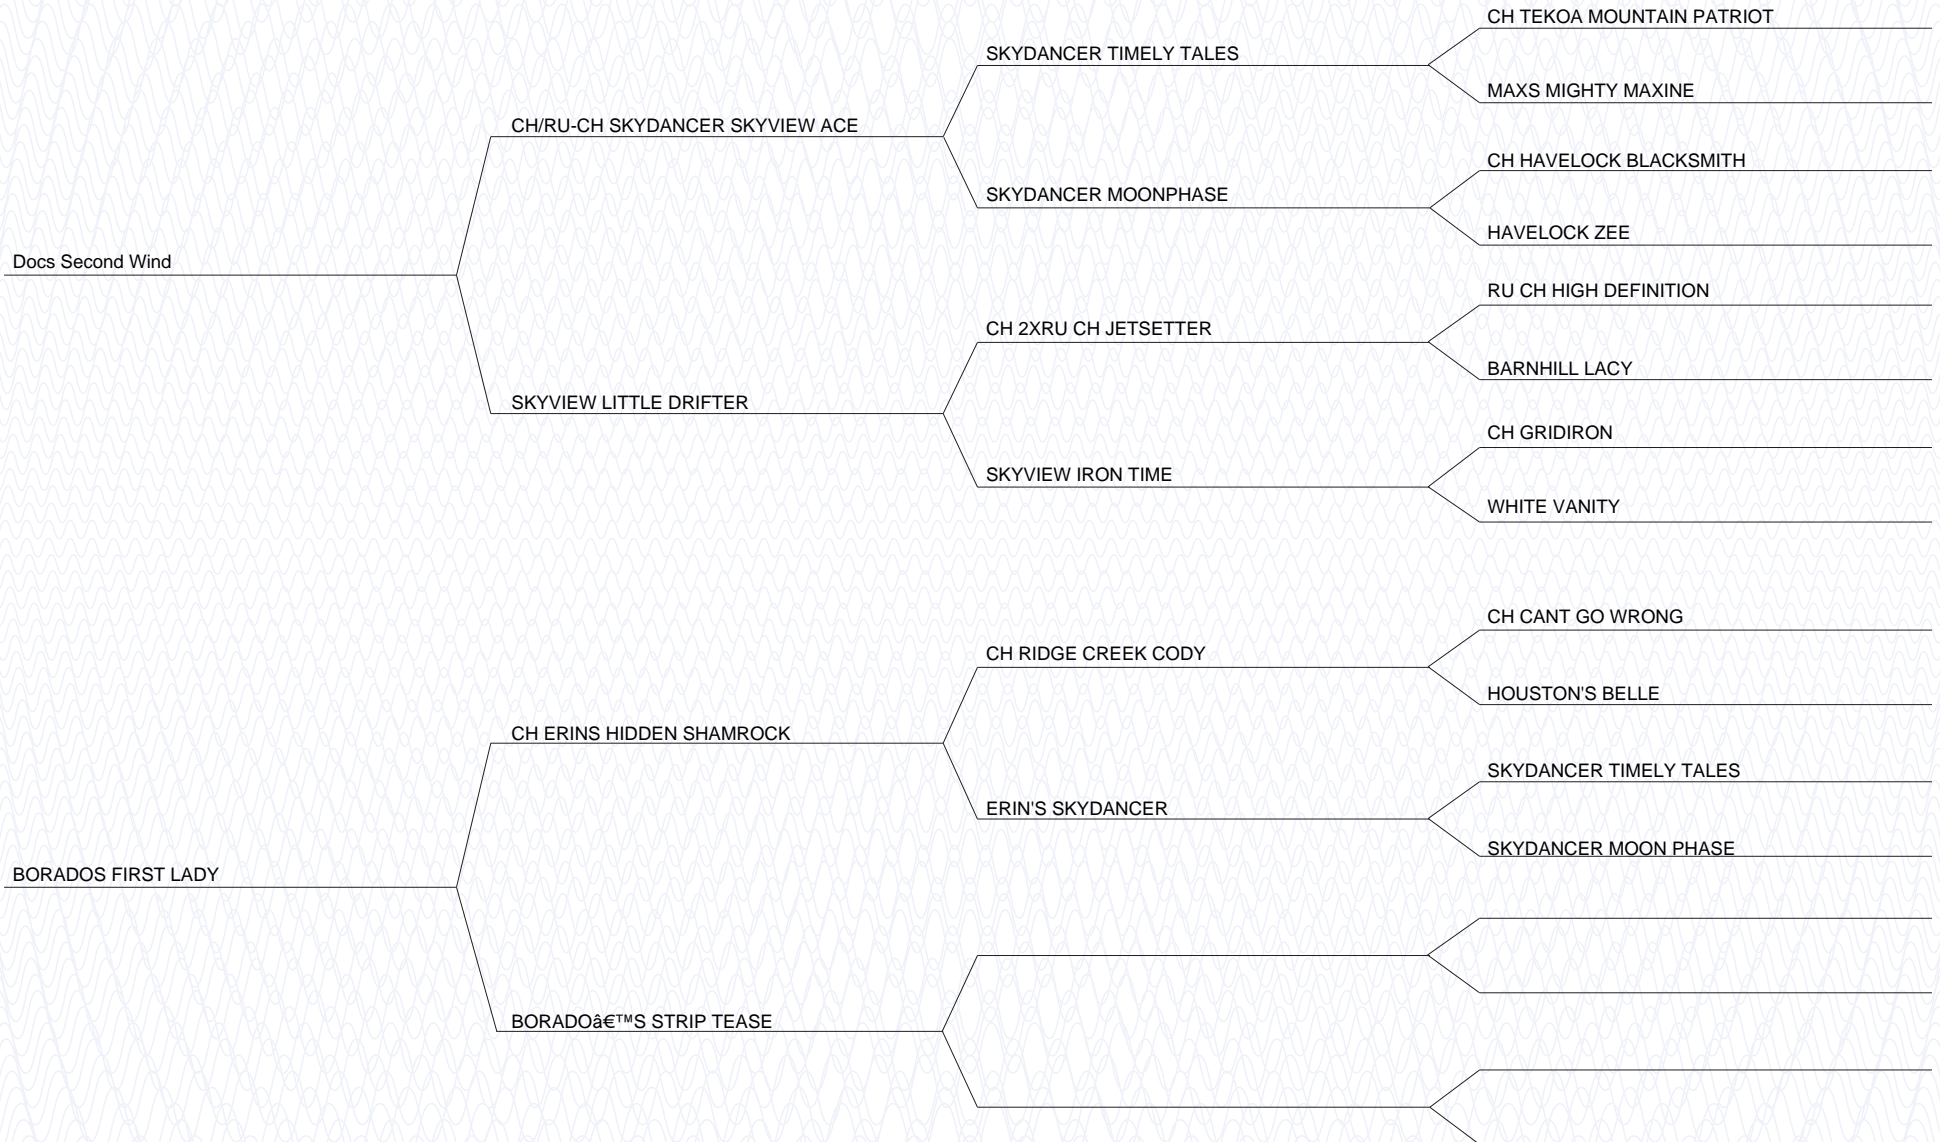 CH TEKOA MOUNTAIN PATRIOT
SKYDANCER TIMELY TALES
MAXS MIGHTY MAXINE
CH/RU-CH SKYDANCER SKYVIEW ACE
CH HAVELOCK BLACKSMITH
SKYDANCER MOONPHASE
HAVELOCK ZEE
Docs Second Wind
RU CH HIGH DEFINITION
CH 2XRU CH JETSETTER
BARNHILL LACY
SKYVIEW LITTLE DRIFTER
CH GRIDIRON
SKYVIEW IRON TIME
WHITE VANITY
CH CANT GO WRONG
CH RIDGE CREEK CODY
HOUSTON'S BELLE
CH ERINS HIDDEN SHAMROCK
SKYDANCER TIMELY TALES
ERIN'S SKYDANCER
SKYDANCER MOON PHASE
BORADOS FIRST LADY
BORADOâ€™S STRIP TEASE